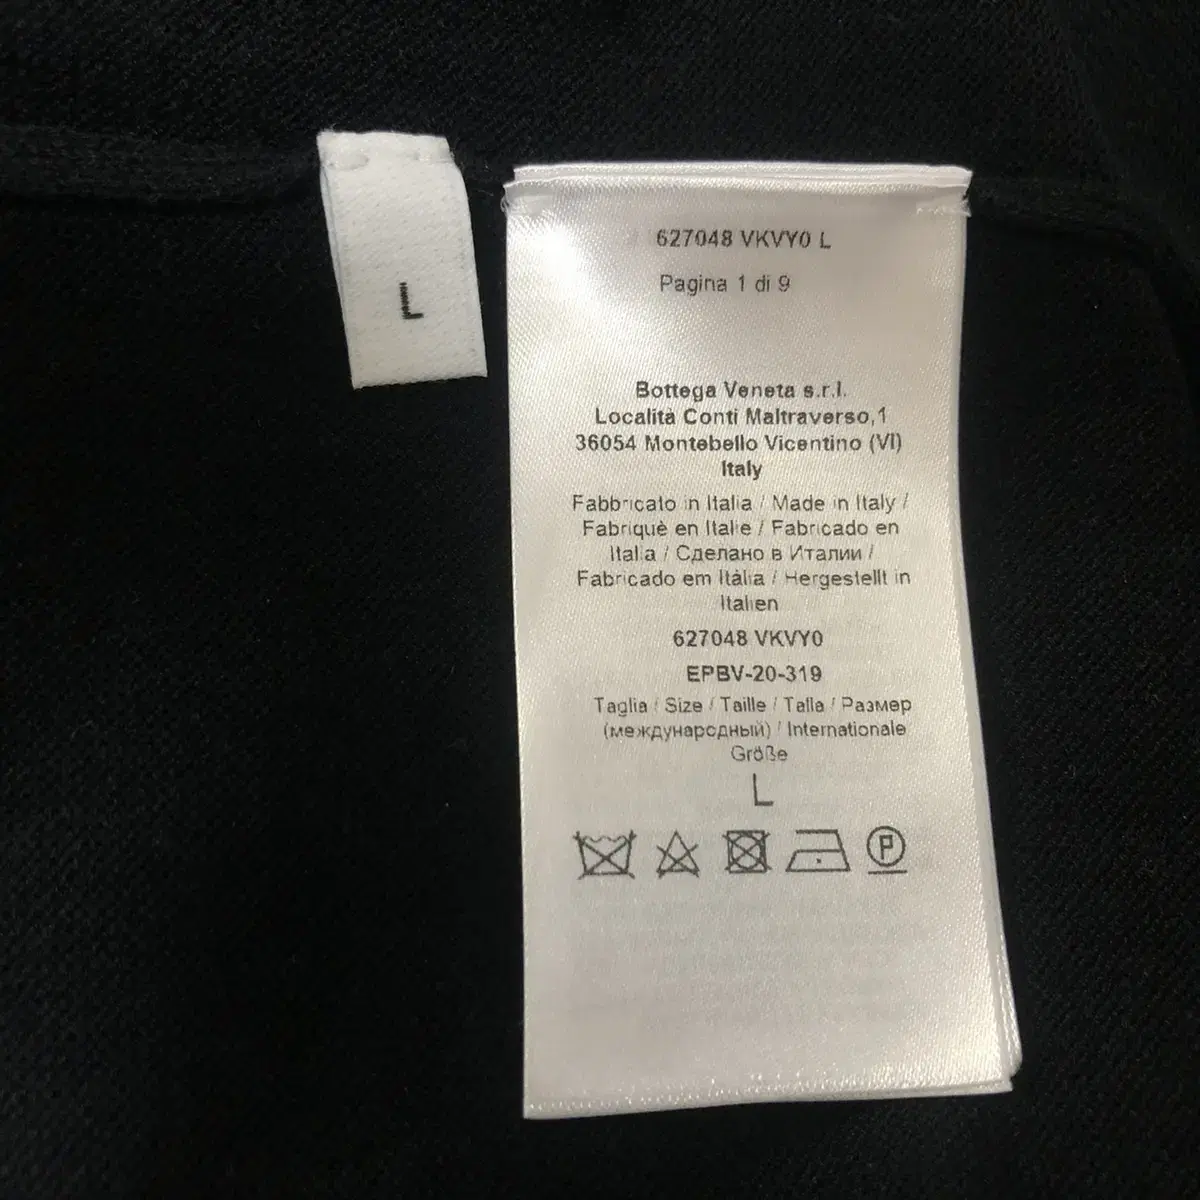 L
627048 VKVY0 L
Pagina 1 di 9
Bottega Veneta s.r.l.
Località Conti Maltraverso,1
36054 Montebello Vicentino (VI)
Italy
Fabbricato in Italia / Made in Italy /
Fabriquè en Italie / Fabricado en
Italia / Сделано в Италии /
Fabricado em Itália / Hergestellt in
Italien
627048 VKVY0
EPBV-20-319
Taglia / Size / Taille / Talla / Размер
(международный) / Internationale
Größe
L
P